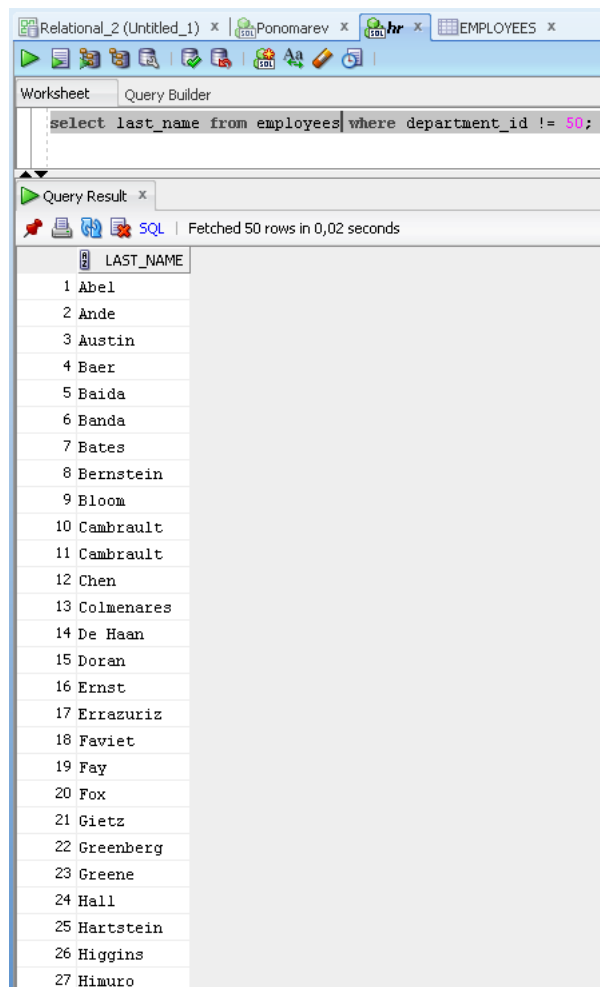 Relational_2 (Untitled_1) x Ponomarev x hr x EMPLOYEES x
Worksheet Query Builder
select last_name from employees where department_id != 50;
Query Result x
SQL | Fetched 50 rows in 0,02 seconds
LAST_NAME
1 Abel
2 Ande
3 Austin
4 Baer
5 Baida
6 Banda
7 Bates
8 Bernstein
9 Bloom
10 Cambrault
11 Cambrault
12 Chen
13 Colmenares
14 De Haan
15 Doran
16 Ernst
17 Errazuriz
18 Faviet
19 Fay
20 Fox
21 Gietz
22 Greenberg
23 Greene
24 Hall
25 Hartstein
26 Higgins
27 Himuro